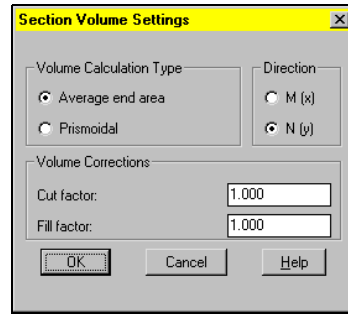 Section Volume Settings
Volume Calculation Type
Average end area
Prismoidal
Direction
M (x)
N (y)
Volume Corrections
Cut factor: 1.000
Fill factor: 1.000
OK Cancel Help